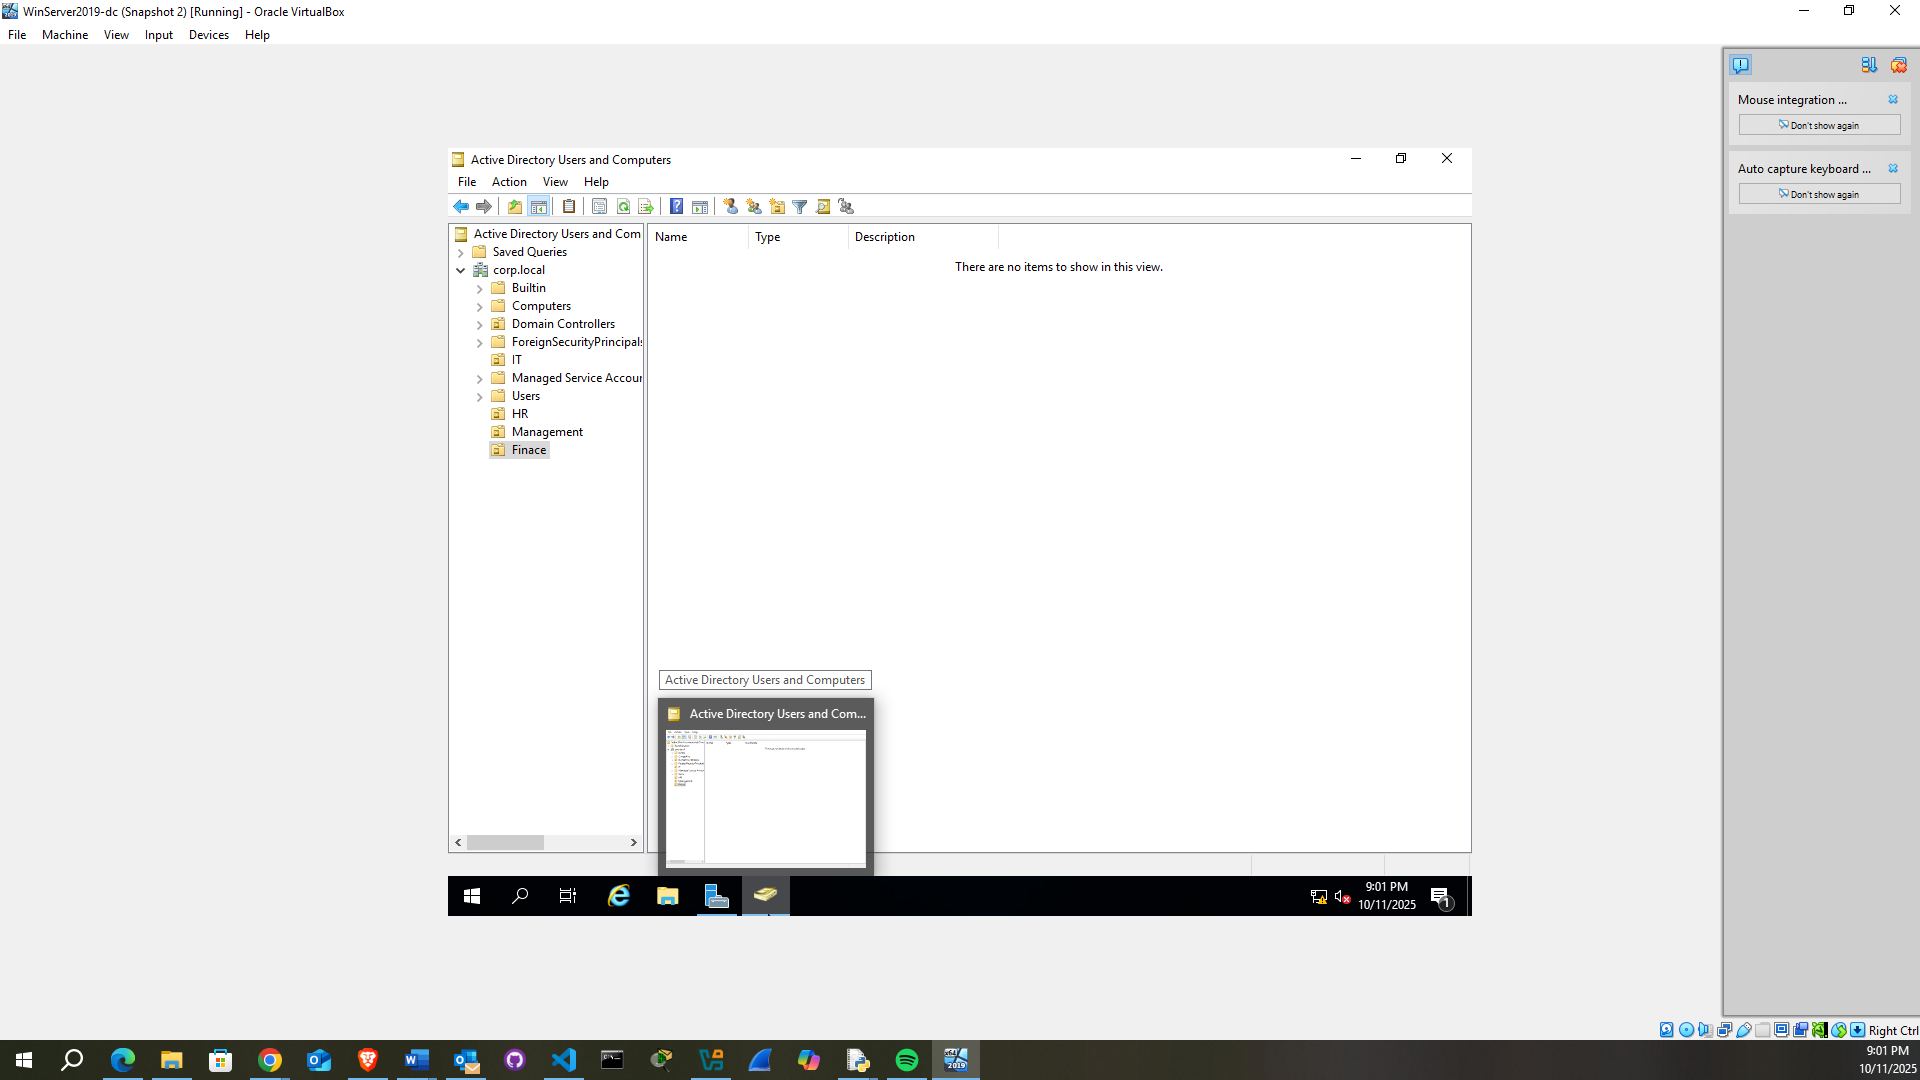 WinServer2019-dc (Snapshot 2) [Running] - Oracle VirtualBox
File Machine View Input Devices Help
Mouse integration ...
Don't show again
Auto capture keyboard ...
Don't show again
Active Directory Users and Computers
File Action View Help
Active Directory Users and Com
Saved Queries
corp.local
Builtin
Computers
Domain Controllers
ForeignSecurityPrincipals
IT
Managed Service Accour
Users
HR
Management
Finace
Name Type Description
There are no items to show in this view.
Active Directory Users and Computers
Active Directory Users and Com...
9:01 PM
10/11/2025
1
Right Ctrl
9:01 PM
10/11/2025